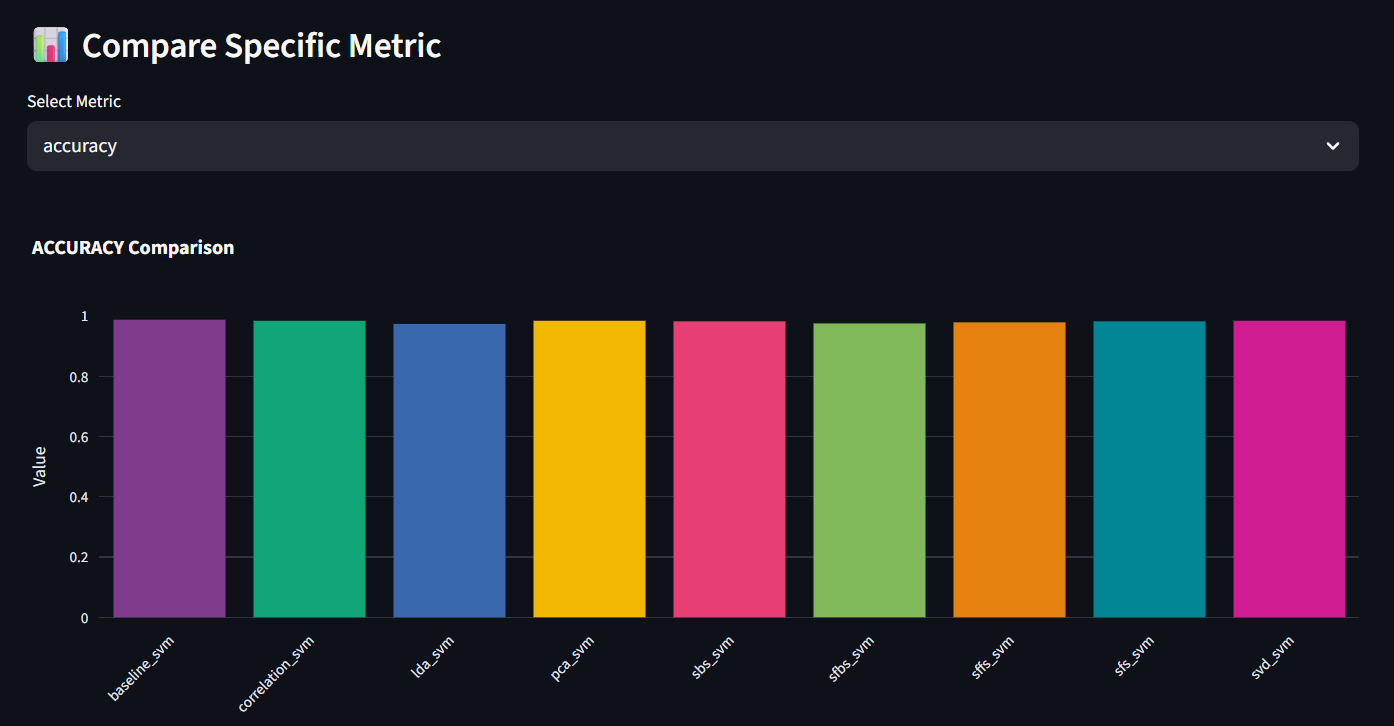 Compare Specific Metric
Select Metric
accuracy
ACCURACY Comparison
1
0.8
0.6
0.4
0.2
0
Value
baseline_svm
correlation_svm
lda_svm
pca_svm
sbs_svm
sfbs_svm
sffs_svm
sfs_svm
svd_svm